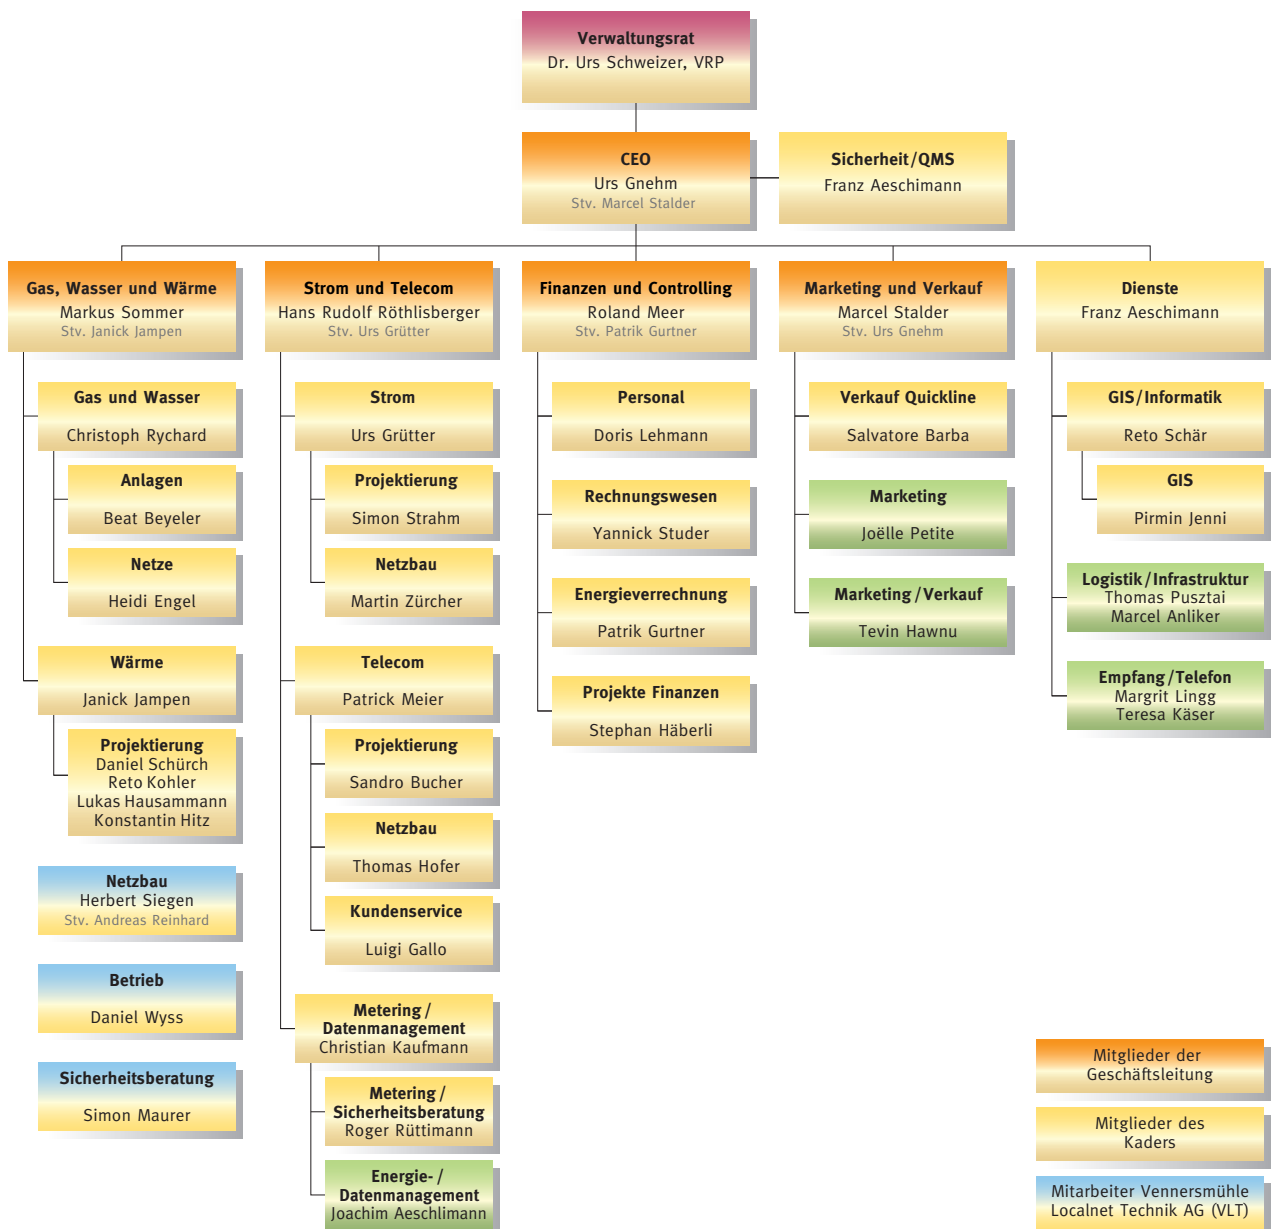 Verwaltungsrat
Dr. Urs Schweizer, VRP
CEO
Urs Gnehm
Stv. Marcel Stalder
Sicherheit/QMS
Franz Aeschimann
Gas, Wasser und Wärme
Markus Sommer
Stv. Janick Jampen
Gas und Wasser
Christoph Rychard
Anlagen
Beat Beyeler
Netze
Heidi Engel
Wärme
Janick Jampen
Projektierung
Daniel Schürch
Reto Kohler
Lukas Hausammann
Konstantin Hitz
Netzbau
Herbert Siegen
Stv. Andreas Reinhard
Betrieb
Daniel Wyss
Sicherheitsberatung
Simon Maurer
Strom und Telecom
Hans Rudolf Röthlisberger
Stv. Urs Grütter
Strom
Urs Grütter
Projektierung
Simon Strahm
Netzbau
Martin Zürcher
Telecom
Patrick Meier
Projektierung
Sandro Bucher
Netzbau
Thomas Hofer
Kundenservice
Luigi Gallo
Metering/
Datenmanagement
Christian Kaufmann
Metering/
Sicherheitsberatung
Roger Rüttimann
Energie-/
Datenmanagement
Joachim Aeschlimann
Finanzen und Controlling
Roland Meer
Stv. Patrik Gurtner
Personal
Doris Lehmann
Rechnungswesen
Yannick Studer
Energieverrechnung
Patrik Gurtner
Projekte Finanzen
Stephan Häberli
Marketing und Verkauf
Marcel Stalder
Stv. Urs Gnehm
Verkauf Quickline
Salvatore Barba
Marketing
Joëlle Petite
Marketing/Verkauf
Tevin Hawnu
Dienste
Franz Aeschimann
GIS/Informatik
Reto Schär
GIS
Pirmin Jenni
Logistik/Infrastruktur
Thomas Pusztai
Marcel Anliker
Empfang/Telefon
Margrit Lingg
Teresa Käser
Mitglieder der
Geschäftsleitung
Mitglieder des
Kaders
Mitarbeiter Vennersmühle
Localnet Technik AG (VLT)